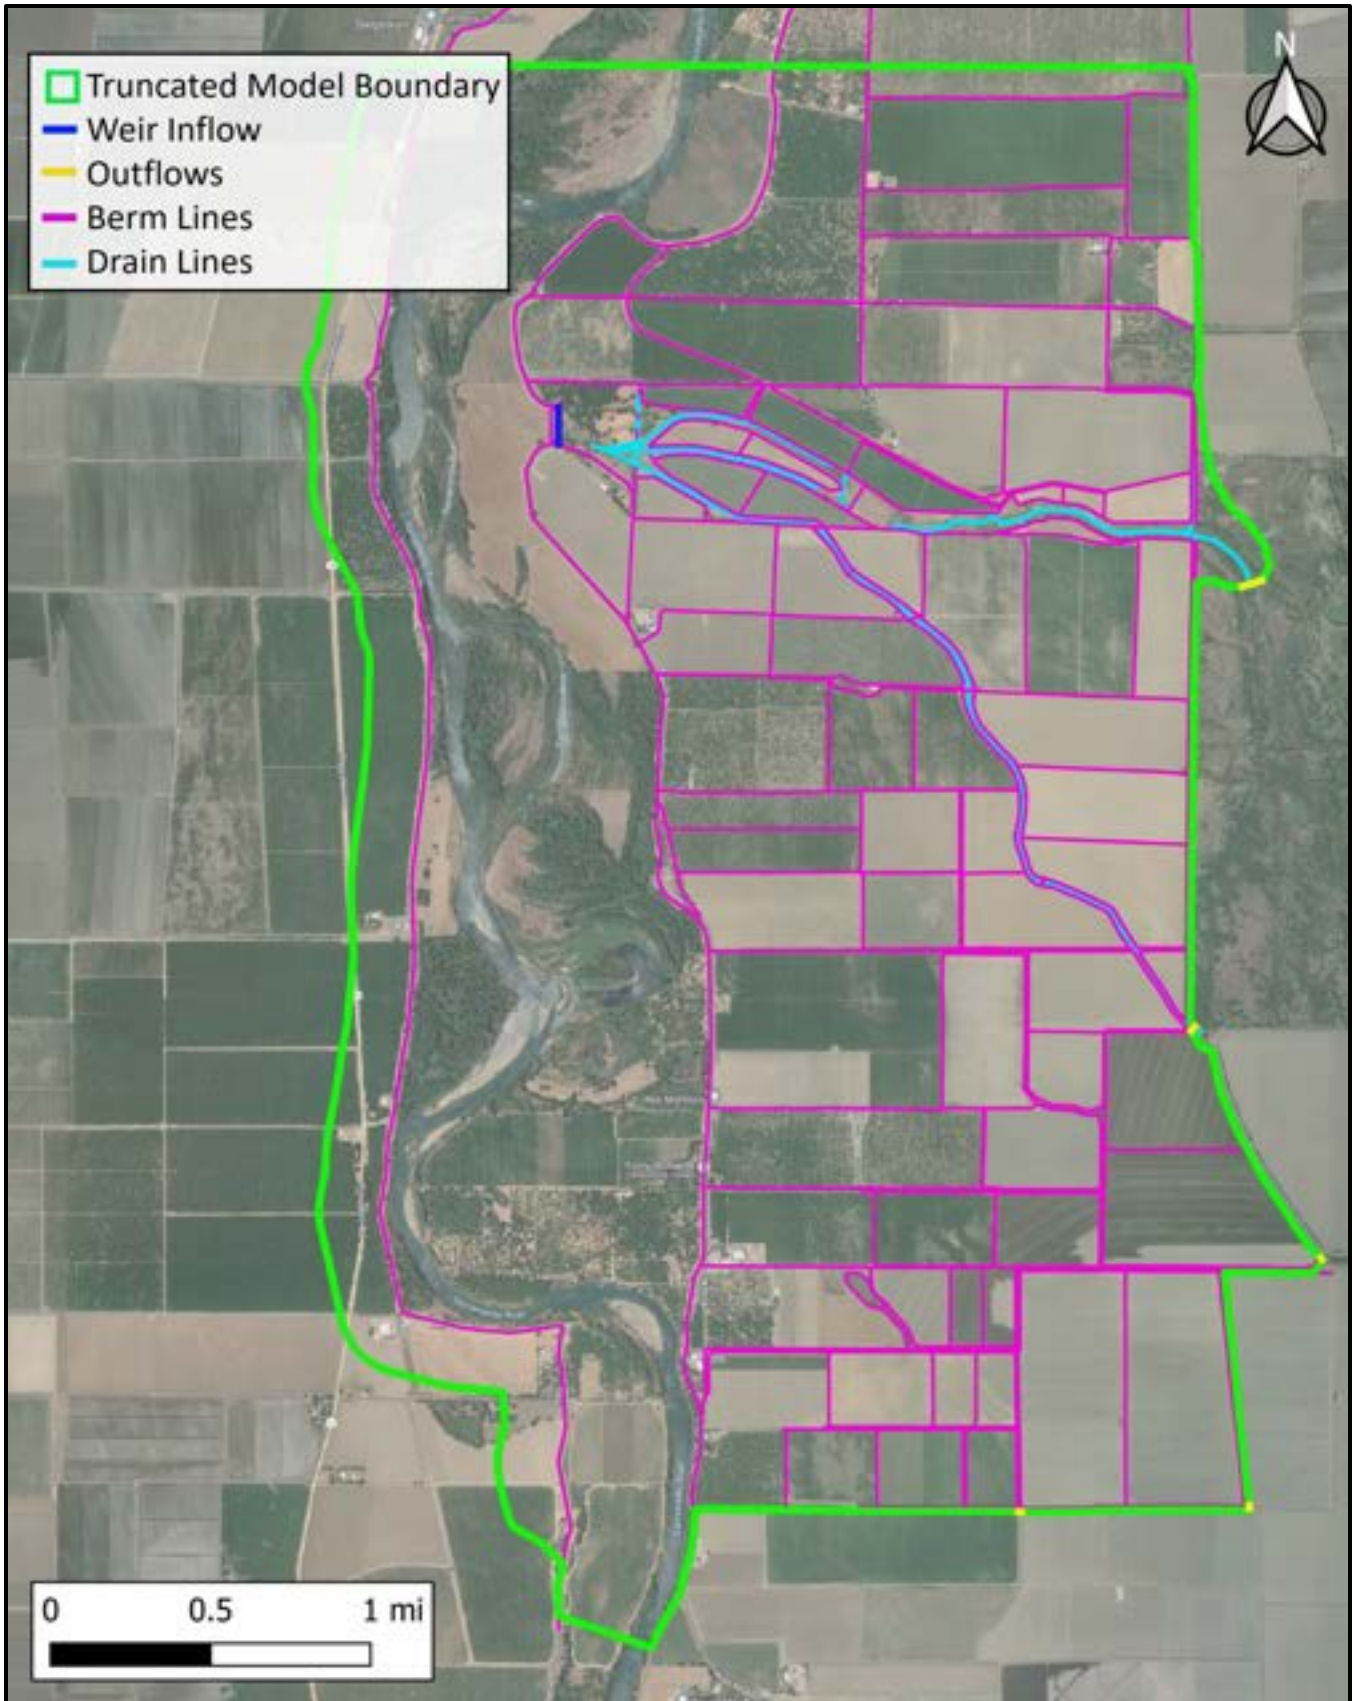 N
Truncated Model Boundary
Weir Inflow
Outflows
Berm Lines
Drain Lines
0 0.5 1 mi